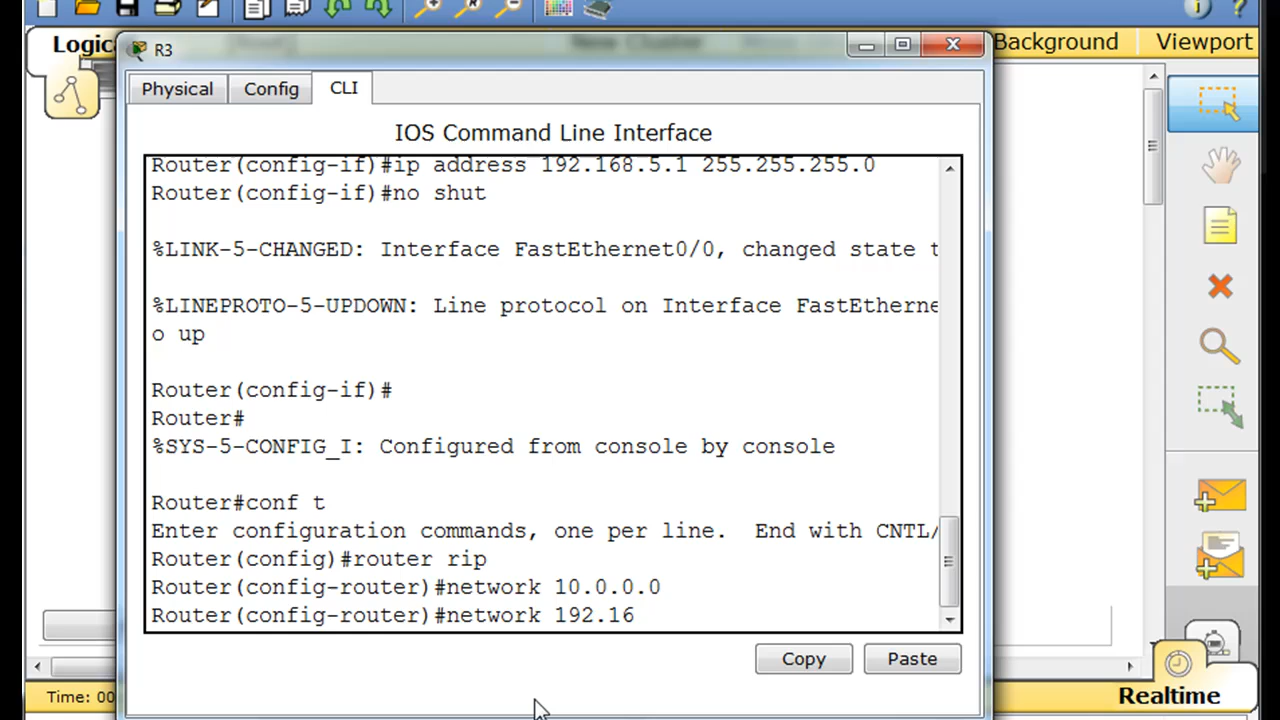 Logic
New Cluster
Background
Viewport
R3
Physical
Config
CLI
IOS Command Line Interface
Router(config-if)#ip address 192.168.5.1 255.255.255.0
Router(config-if)#no shut
%LINK-5-CHANGED: Interface FastEthernet0/0, changed state t
%LINEPROTO-5-UPDOWN: Line protocol on Interface FastEtherne
o up
Router(config-if)#
Router#
%SYS-5-CONFIG_I: Configured from console by console
Router#conf t
Enter configuration commands, one per line.  End with CNTL/
Router(config)#router rip
Router(config-router)#network 10.0.0.0
Router(config-router)#network 192.16
Copy
Paste
Time: 00
Realtime